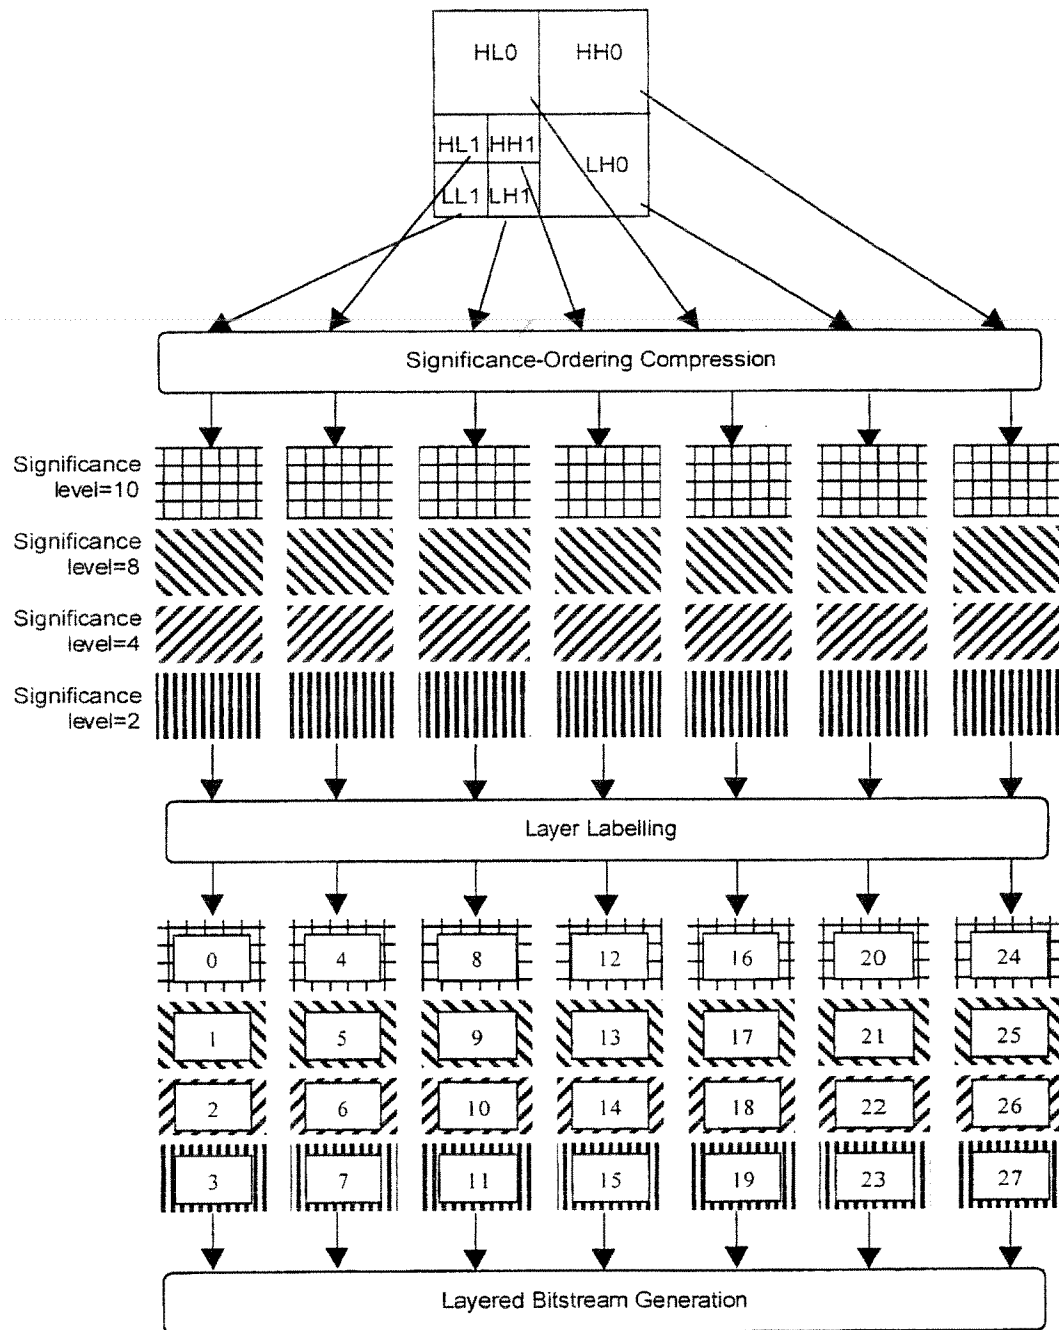 HL0 HH0
HL1 HH1
LH0
LL1 LH1
Significance-Ordering Compression
Significance
level=10
Significance
level=8
Significance
level=4
Significance
level=2
Layer Labelling
0 4 8 12 16 20 24
1 5 9 13 17 21 25
2 6 10 14 18 22 26
3 7 11 15 19 23 27
Layered Bitstream Generation